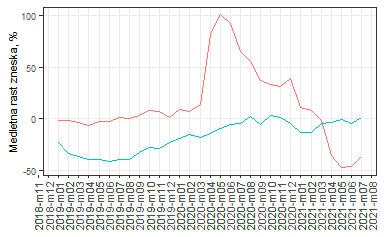 Medletna rast zneska, %
100
50
0
-50
2018-m11
2018-m12
2019-m01
2019-m02
2019-m03
2019-m04
2019-m05
2019-m06
2019-m07
2019-m08
2019-m09
2019-m10
2019-m11
2019-m12
2020-m01
2020-m02
2020-m03
2020-m04
2020-m05
2020-m06
2020-m07
2020-m08
2020-m09
2020-m10
2020-m11
2020-m12
2021-m01
2021-m02
2021-m03
2021-m04
2021-m05
2021-m06
2021-m07
2021-m08